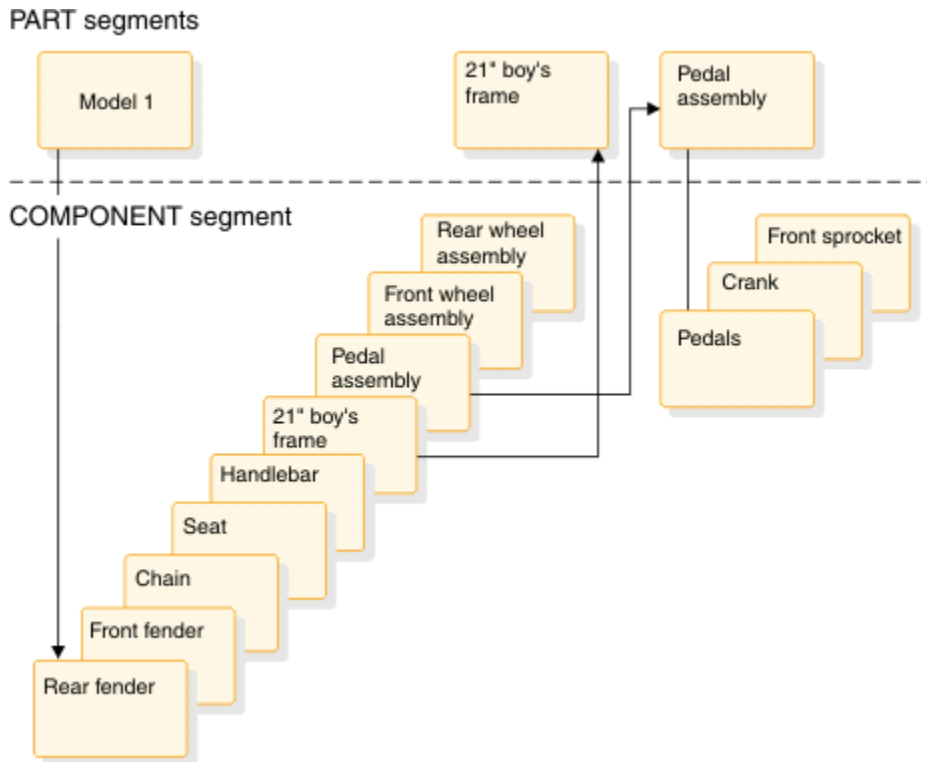 PART segments
Model 1
21" boy's
frame
Pedal
assembly
COMPONENT segment
Rear wheel
assembly
Front wheel
assembly
Pedal
assembly
21" boy's
frame
Handlebar
Seat
Chain
Front fender
Rear fender
Front sprocket
Crank
Pedals